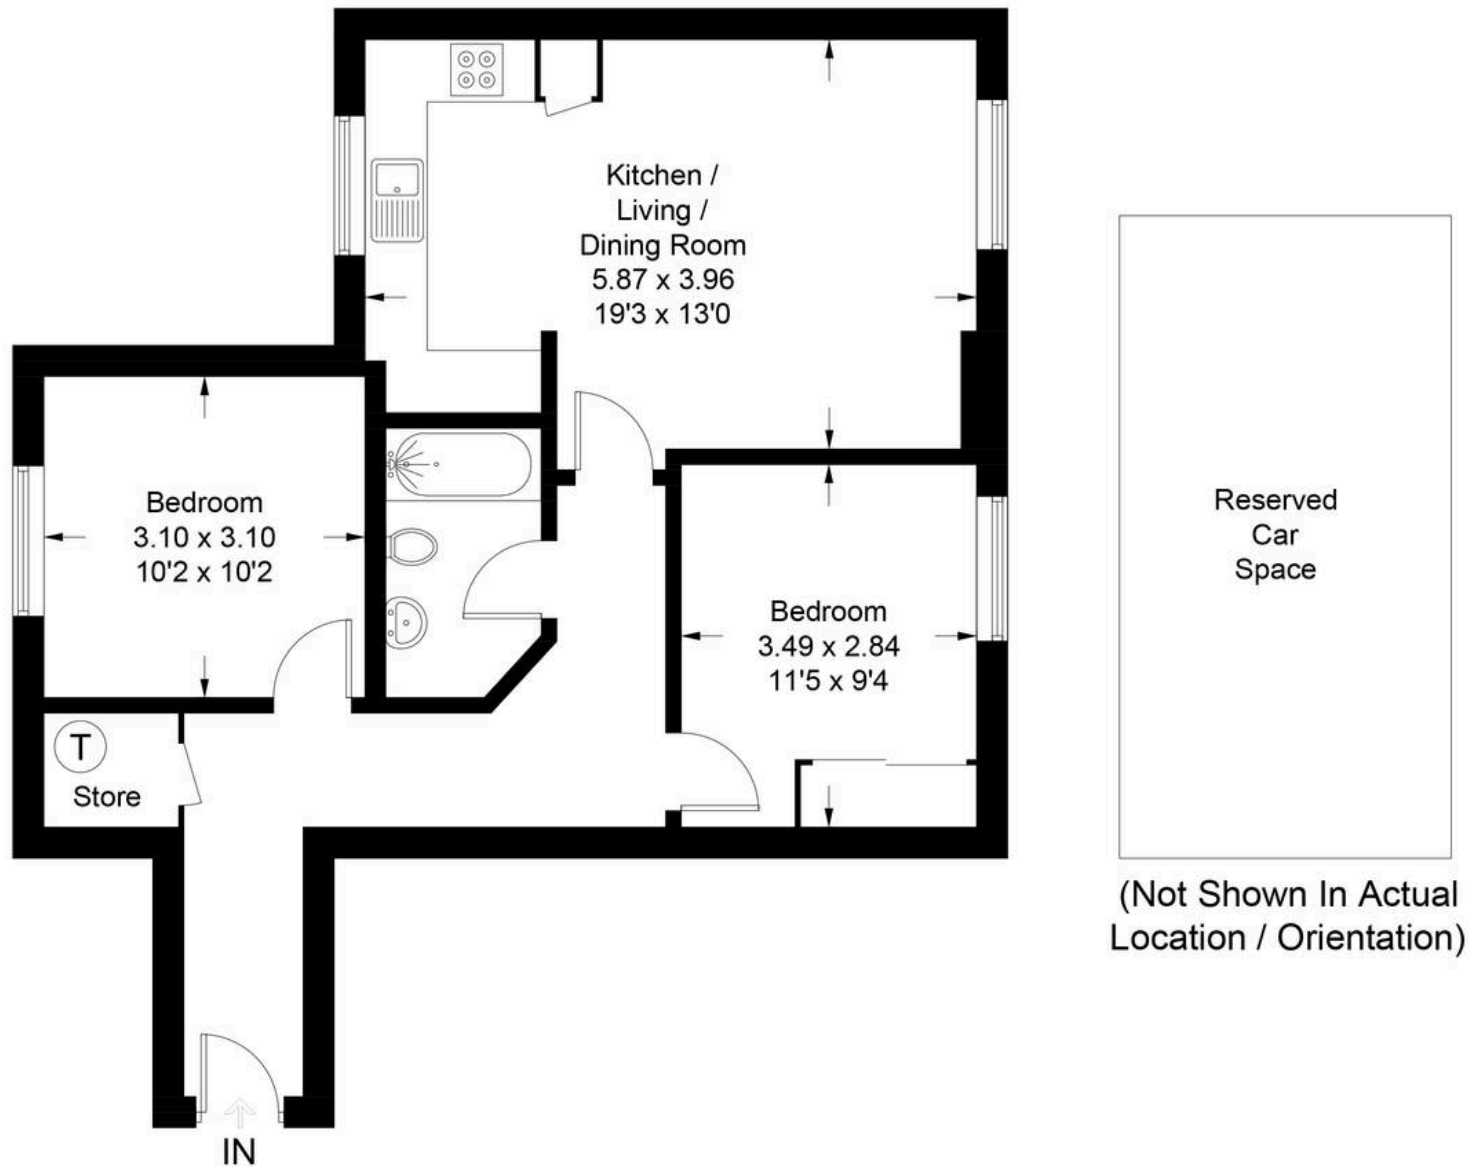 Kitchen /
Living /
Dining Room
5.87 x 3.96
19'3 x 13'0
Bedroom
3.10 x 3.10
10'2 x 10'2
Bedroom
3.49 x 2.84
11'5 x 9'4
T
Store
IN
Reserved
Car
Space
(Not Shown In Actual
Location / Orientation)